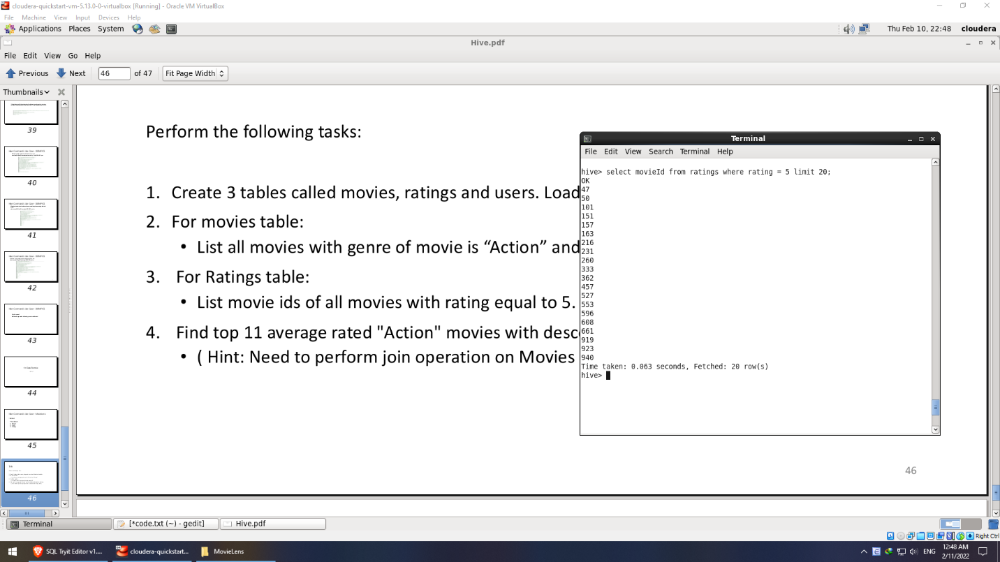 cloudera-quickstart-vm-5.13.0-0-virtualbox [Running] - Oracle VM VirtualBox
File Machine View Input Devices Help
Applications Places System Thu Feb 10, 22:48 cloudera
Hive.pdf
File Edit View Go Help
Previous Next 46 of 47 Fit Page Width
Thumbnails
39
40
41
42
43
44
45
46
Perform the following tasks:
1. Create 3 tables called movies, ratings and users. Load
2. For movies table:
• List all movies with genre of movie is “Action” and
3. For Ratings table:
• List movie ids of all movies with rating equal to 5.
4. Find top 11 average rated "Action" movies with desc
• ( Hint: Need to perform join operation on Movies
46
Terminal
File Edit View Search Terminal Help
hive> select movieId from ratings where rating = 5 limit 20;
OK
47
50
101
151
157
163
216
231
260
333
362
457
527
553
596
608
661
919
923
940
Time taken: 0.063 seconds, Fetched: 20 row(s)
hive>
Terminal [*code.txt (~) - gedit] Hive.pdf
Right Ctrl
SQL Tryit Editor v1.... cloudera-quickstart... MovieLens ENG 12:48 AM
2/11/2022